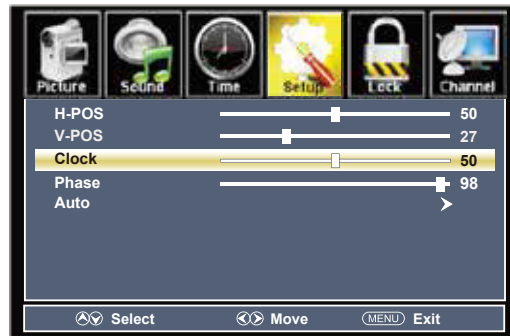 Picture Sound Time Setup Lock Channel
H-POS 50
V-POS 27
Clock 50
Phase 98
Auto
Select Move MENU Exit